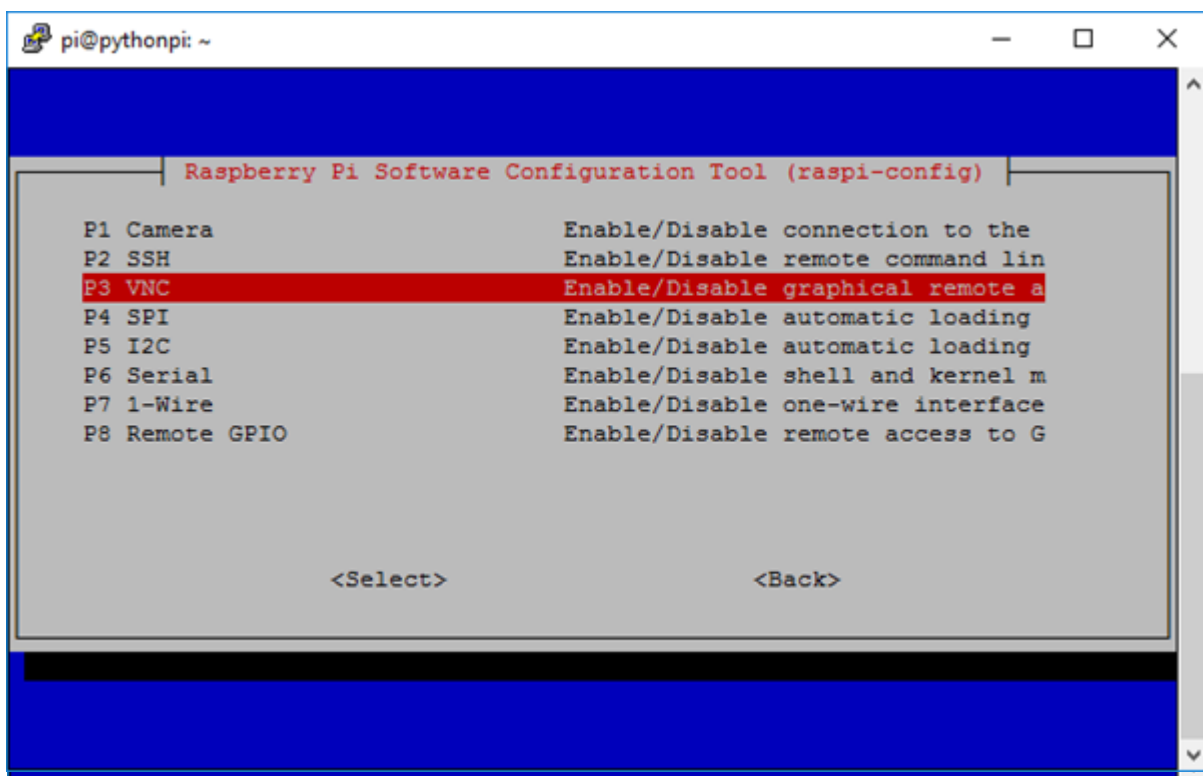 pi@pythonpi: ~
Raspberry Pi Software Configuration Tool (raspi-config)
P1 Camera Enable/Disable connection to the
P2 SSH Enable/Disable remote command lin
P3 VNC Enable/Disable graphical remote a
P4 SPI Enable/Disable automatic loading
P5 I2C Enable/Disable automatic loading
P6 Serial Enable/Disable shell and kernel m
P7 1-Wire Enable/Disable one-wire interface
P8 Remote GPIO Enable/Disable remote access to G
<Select> <Back>